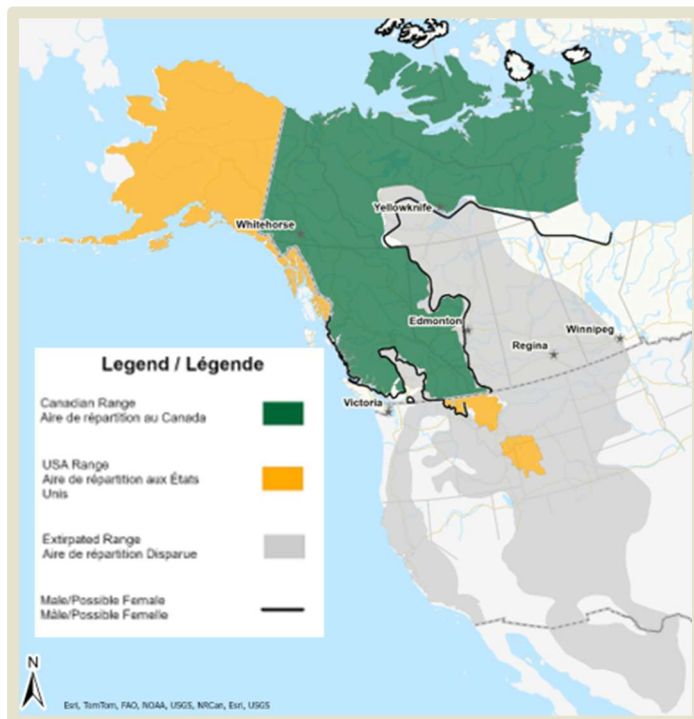 Yellowknife
Whitehorse
Edmonton
Winnipeg
Regina
Victoria
Legend / Légende
Canadian Range
Aire de répartition au Canada
USA Range
Aire de répartition aux États
Unis
Extirpated Range
Aire de répartition Disparue
Male/Possible Female
Mâle/Possible Femelle
N
Esri, TomTom, FAO, NOAA, USGS, NRCan, Esri, USGS